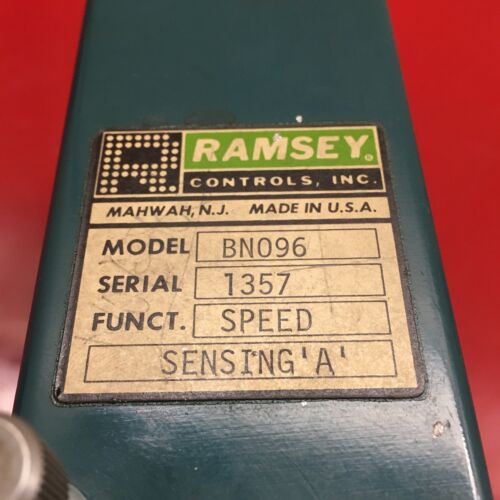 RAMSEY®
CONTROLS, INC.
MAHWAH, N.J. MADE IN U.S.A.
MODEL BN096
SERIAL 1357
FUNCT. SPEED
SENSING'A'